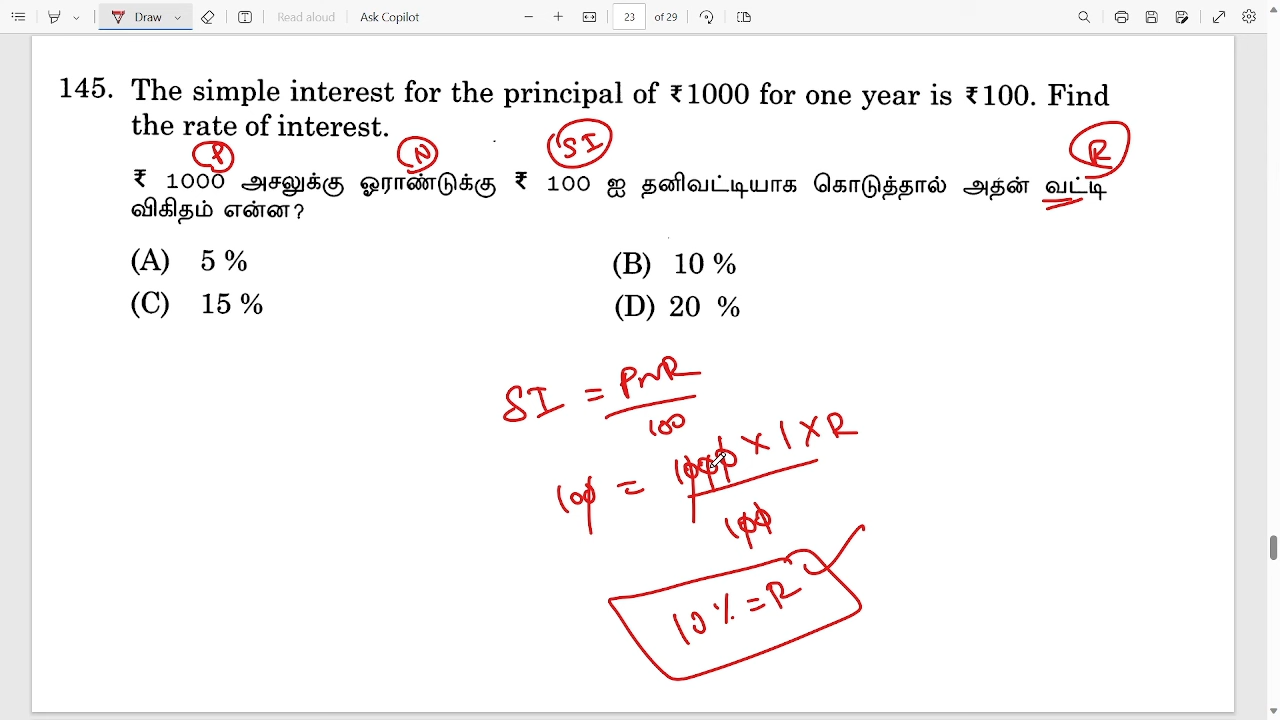 Draw
Read aloud
Ask Copilot
23 of 29
145. The simple interest for the principal of ₹1000 for one year is ₹100. Find
the rate of interest.
P N SI R
₹ 1000 அசலுக்கு ஓராண்டுக்கு ₹ 100 ஐ தனிவட்டியாக கொடுத்தால் அதன் வட்டி
விகிதம் என்ன?
(A) 5 % (B) 10 %
(C) 15 % (D) 20 %
SI = PNR
100
100 = 1000 X 1 X R
100
10% = R